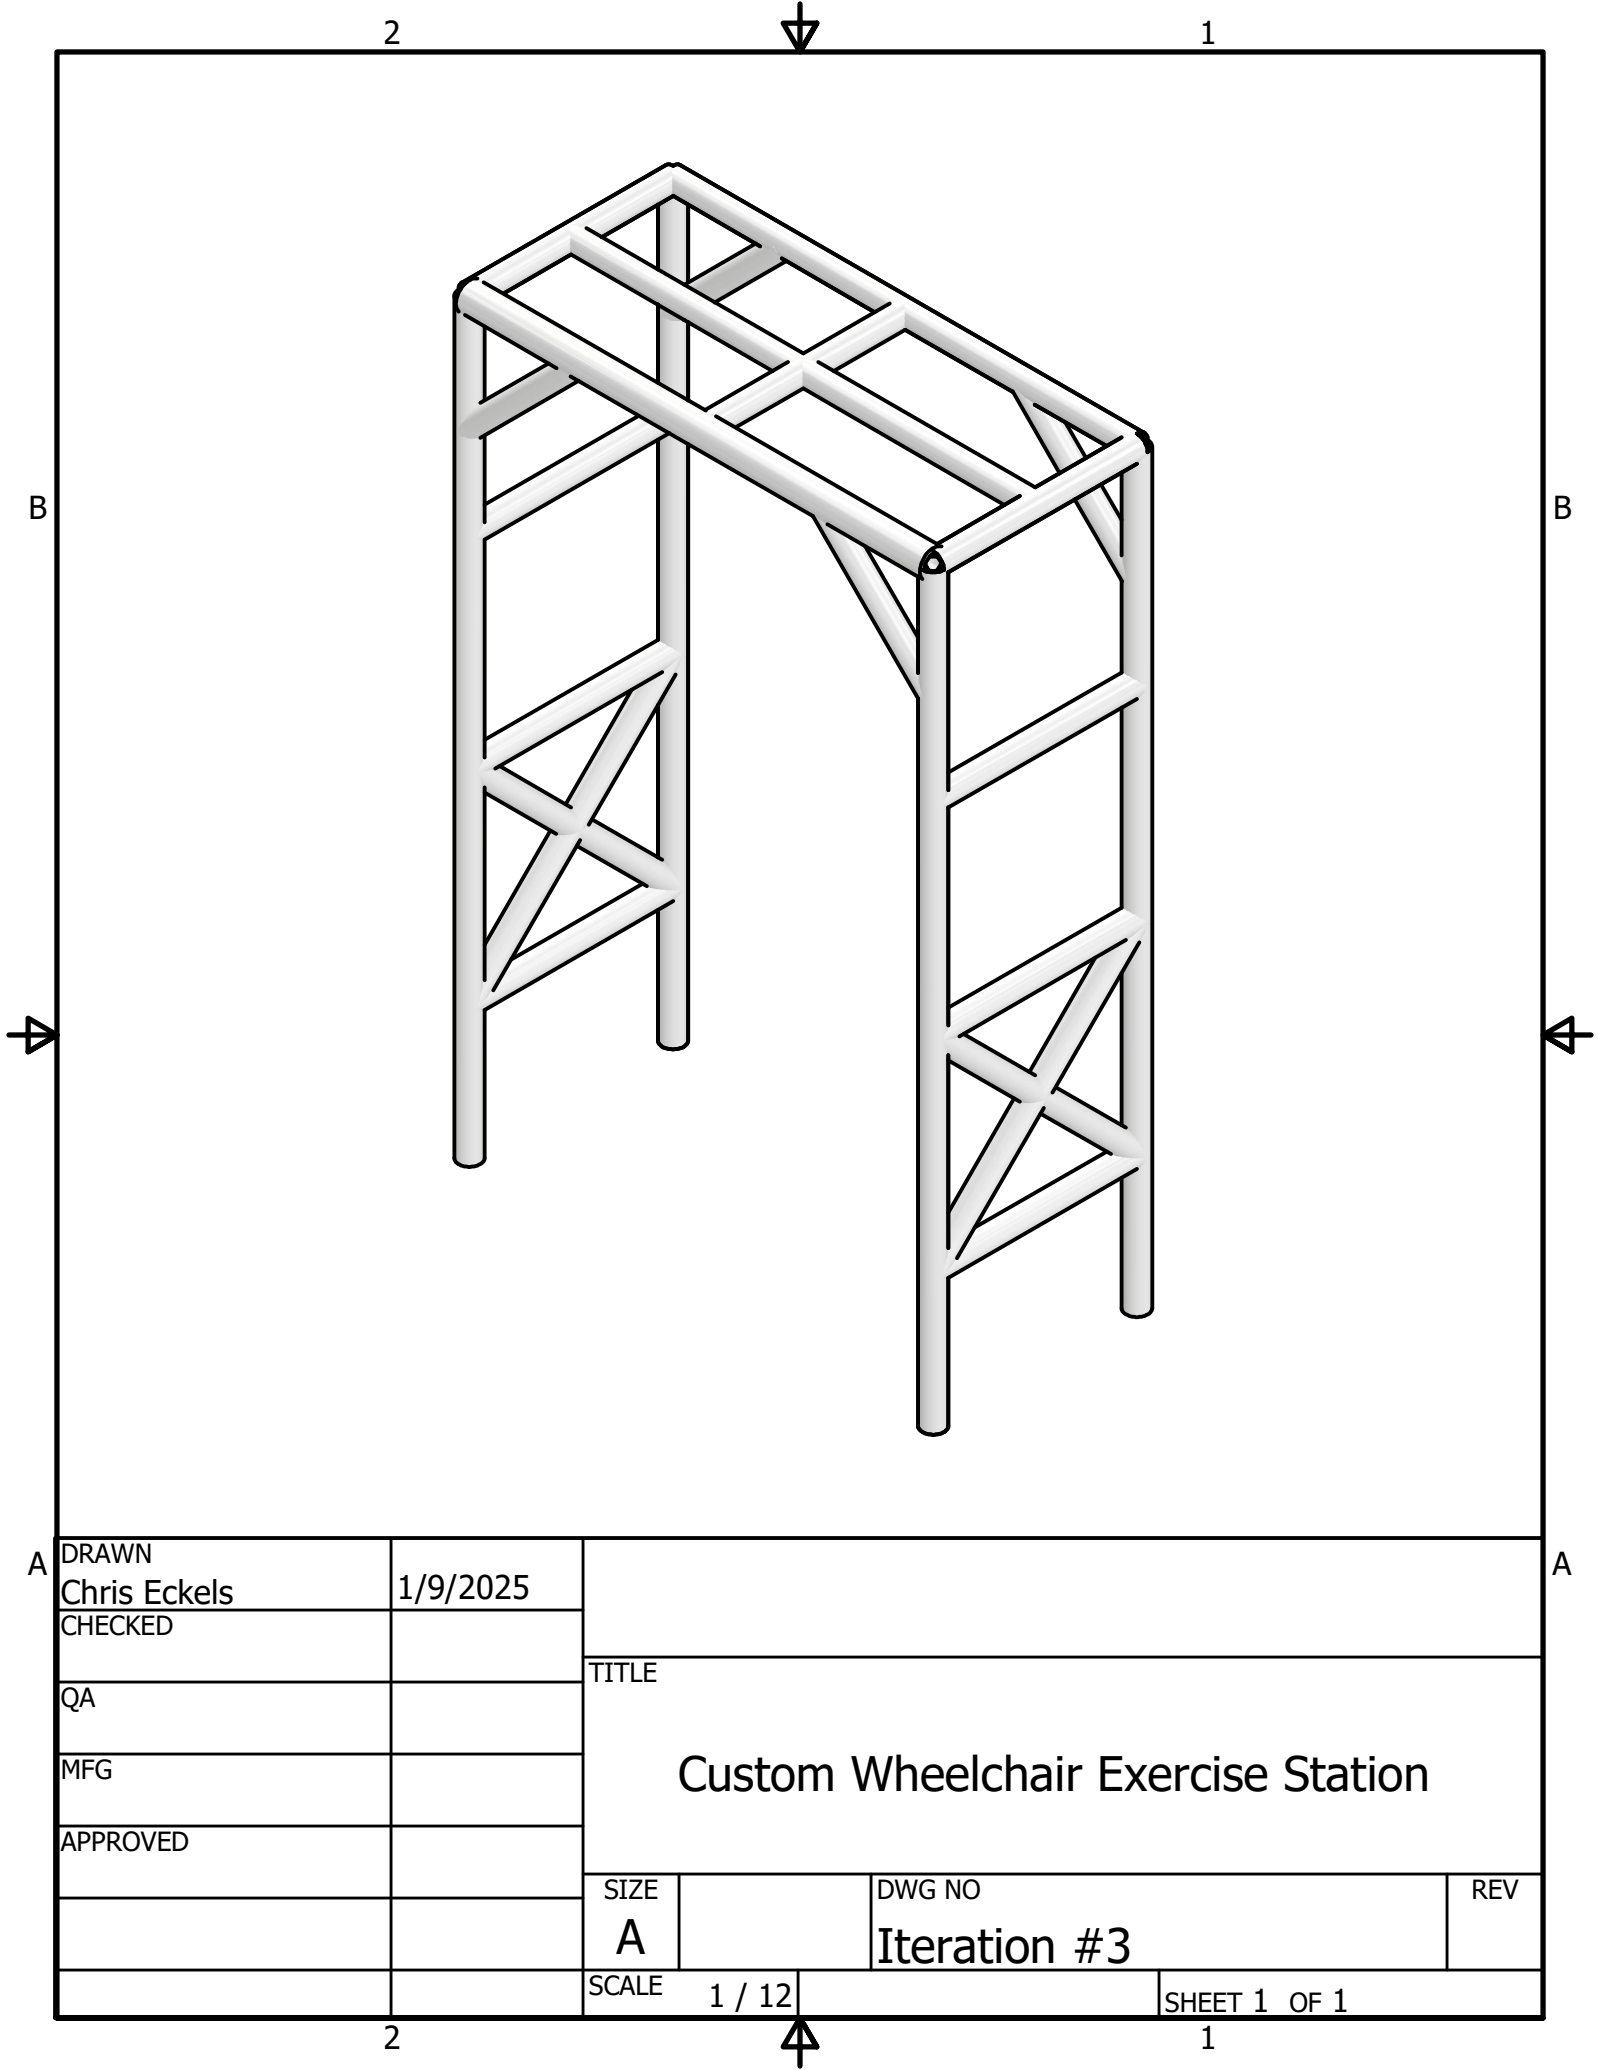 2 1
B B
A A
DRAWN
Chris Eckels 1/9/2025
CHECKED
QA
MFG
APPROVED
TITLE
Custom Wheelchair Exercise Station
SIZE
A
DWG NO
Iteration #3
REV
SCALE 1 / 12
SHEET 1 OF 1
2 1